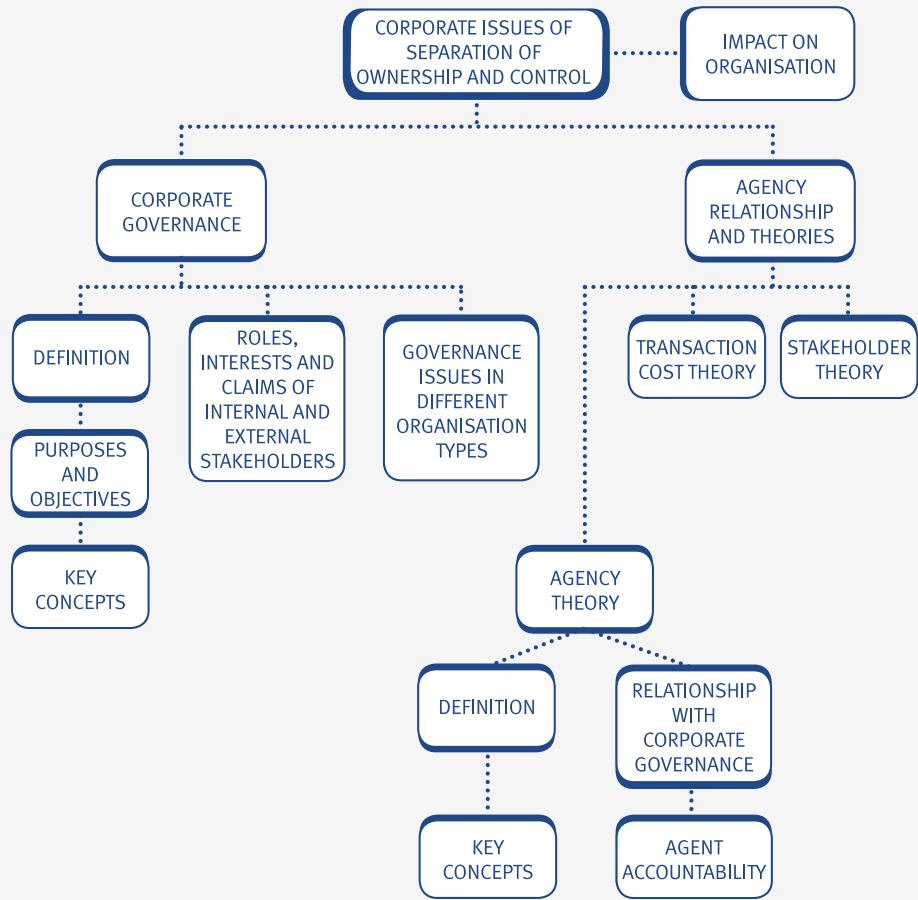 CORPORATE ISSUES OF
SEPARATION OF
OWNERSHIP AND CONTROL
IMPACT ON
ORGANISATION
CORPORATE
GOVERNANCE
AGENCY
RELATIONSHIP
AND THEORIES
DEFINITION
ROLES,
INTERESTS AND
CLAIMS OF
INTERNAL AND
EXTERNAL
STAKEHOLDERS
GOVERNANCE
ISSUES IN
DIFFERENT
ORGANISATION
TYPES
TRANSACTION
COST THEORY
STAKEHOLDER
THEORY
PURPOSES
AND
OBJECTIVES
KEY
CONCEPTS
AGENCY
THEORY
DEFINITION
RELATIONSHIP
WITH
CORPORATE
GOVERNANCE
KEY
CONCEPTS
AGENT
ACCOUNTABILITY